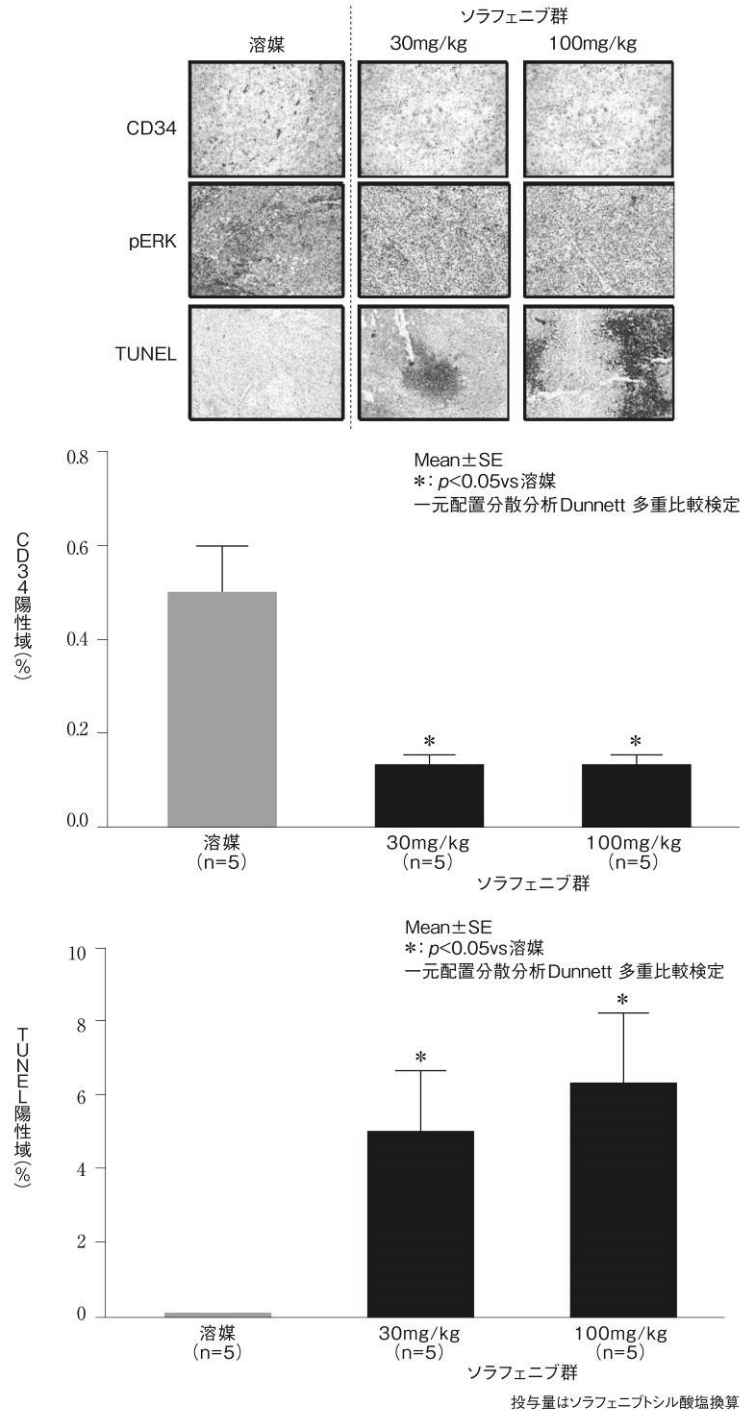 ソラフェニブ群
溶媒 30mg/kg 100mg/kg
CD34
pERK
TUNEL
Mean±SE
*: p<0.05vs溶媒
一元配置分散分析Dunnett 多重比較検定
CD34陽性域(%)
0.8
0.6
0.4
0.2
0.0
* *
溶媒 30mg/kg 100mg/kg
(n=5) (n=5) (n=5)
ソラフェニブ群
Mean±SE
*: p<0.05vs溶媒
一元配置分散分析Dunnett 多重比較検定
TUNEL陽性域(%)
10
8
6
4
2
0
* *
溶媒 30mg/kg 100mg/kg
(n=5) (n=5) (n=5)
ソラフェニブ群
投与量はソラフェニブトシル酸塩換算